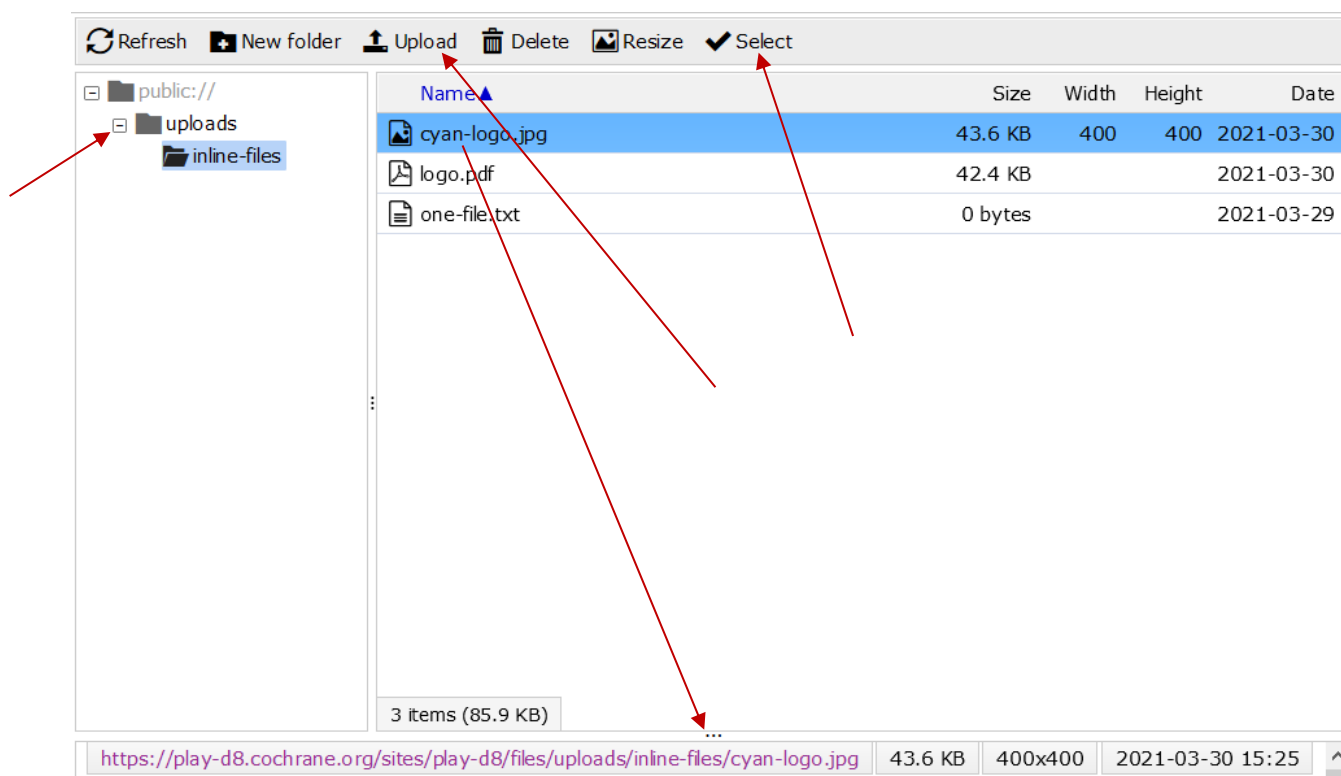 Refresh New folder Upload Delete Resize Select
public://
uploads
inline-files
Name▲ Size Width Height Date
cyan-logo.jpg 43.6 KB 400 400 2021-03-30
logo.pdf 42.4 KB 2021-03-30
one-file.txt 0 bytes 2021-03-29
3 items (85.9 KB)
https://play-d8.cochrane.org/sites/play-d8/files/uploads/inline-files/cyan-logo.jpg 43.6 KB 400x400 2021-03-30 15:25